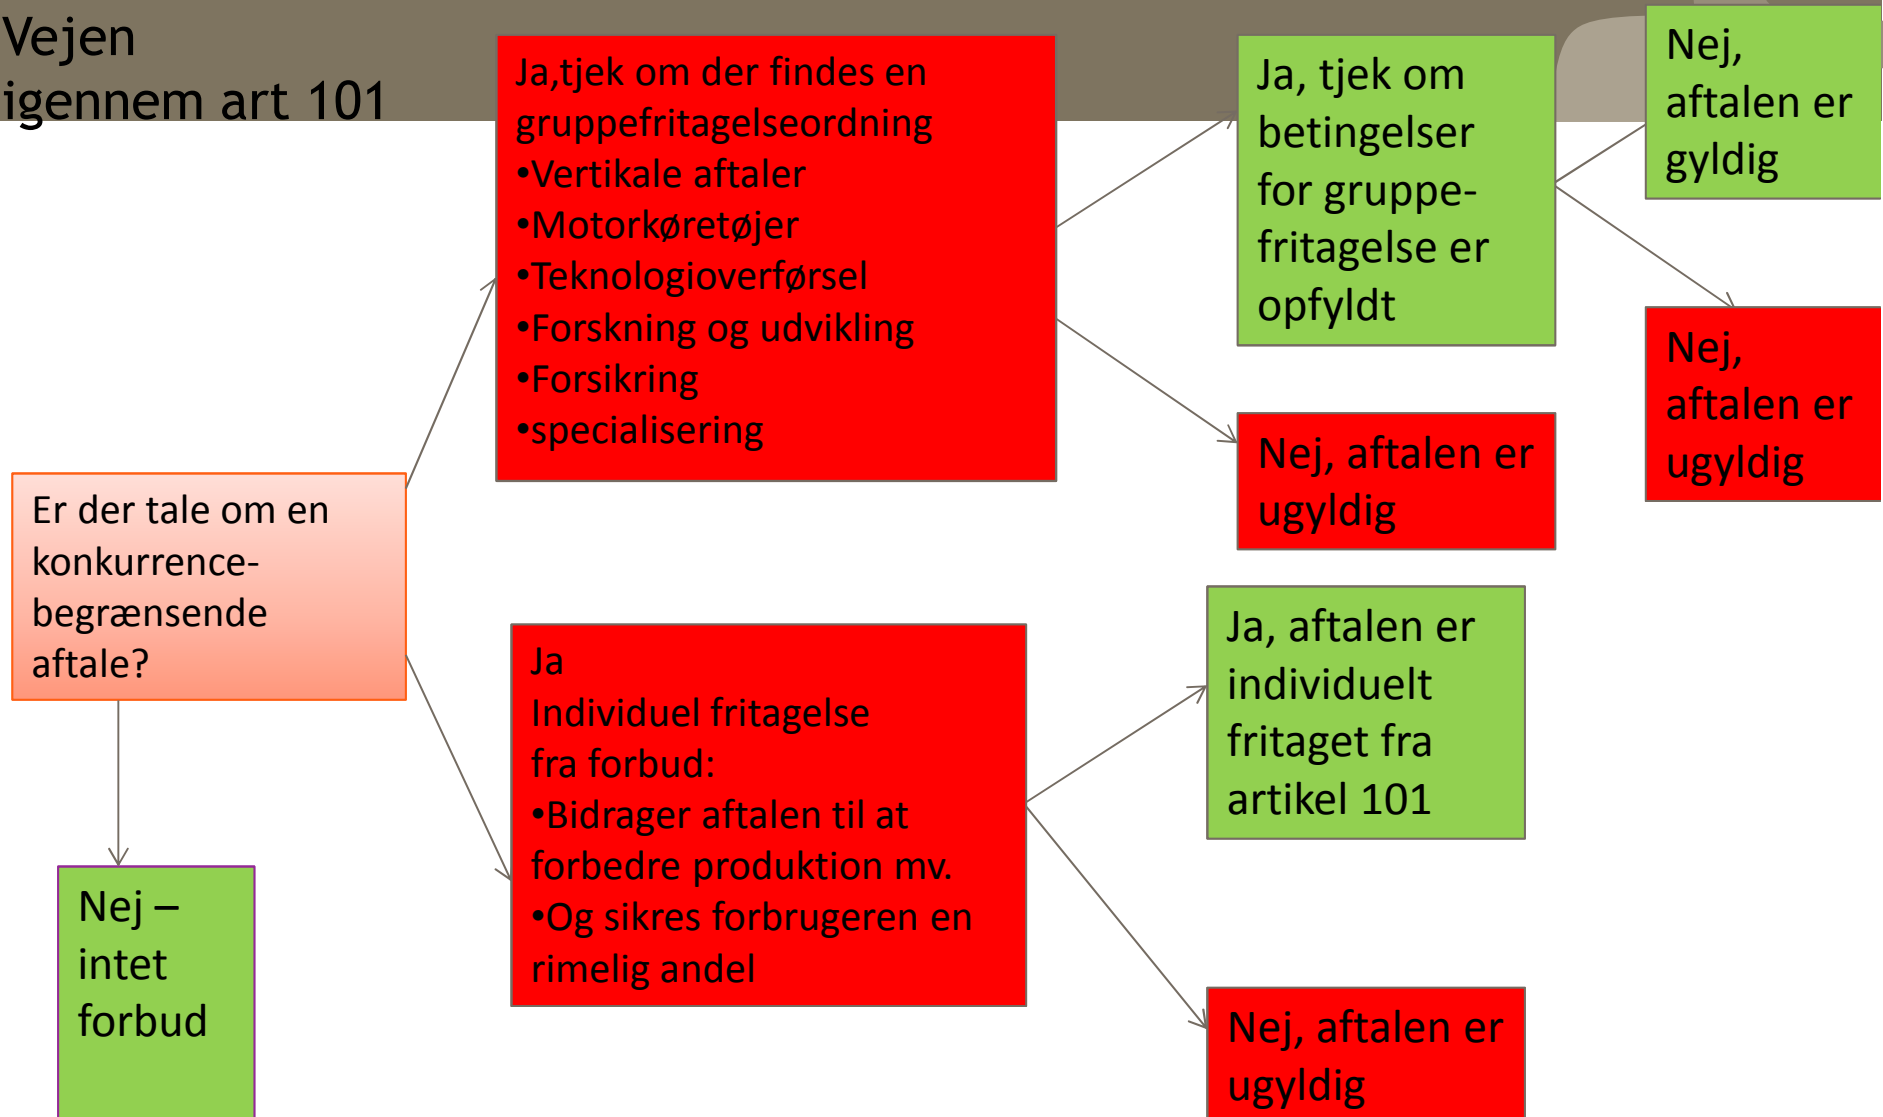 Vejen
igennem art 101
Ja,tjek om der findes en
gruppefritagelseordning
•Vertikale aftaler
•Motorkøretøjer
•Teknologioverførsel
•Forskning og udvikling
•Forsikring
•specialisering
Ja, tjek om
betingelser
for gruppe-
fritagelse er
opfyldt
Nej,
aftalen er
gyldig
Nej,
aftalen er
ugyldig
Nej, aftalen er
ugyldig
Er der tale om en
konkurrence-
begrænsende
aftale?
Ja
Individuel fritagelse
fra forbud:
•Bidrager aftalen til at
forbedre produktion mv.
•Og sikres forbrugeren en
rimelig andel
Ja, aftalen er
individuelt
fritaget fra
artikel 101
Nej, aftalen er
ugyldig
Nej –
intet
forbud